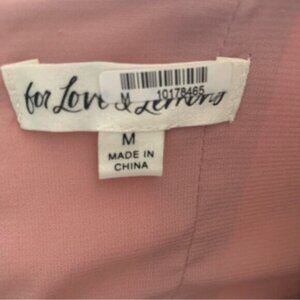 M 10178465
for Love & Lemons
M
MADE IN
CHINA